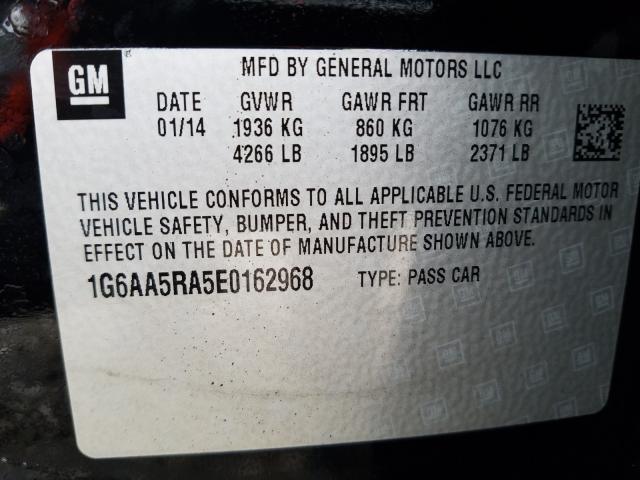 GM
MFD BY GENERAL MOTORS LLC
DATE GVWR GAWR FRT GAWR RR
01/14 1936 KG 860 KG 1076 KG
4266 LB 1895 LB 2371 LB
THIS VEHICLE CONFORMS TO ALL APPLICABLE U.S. FEDERAL MOTOR
VEHICLE SAFETY, BUMPER, AND THEFT PREVENTION STANDARDS IN
EFFECT ON THE DATE OF MANUFACTURE SHOWN ABOVE.
1G6AA5RA5E0162968 TYPE: PASS CAR